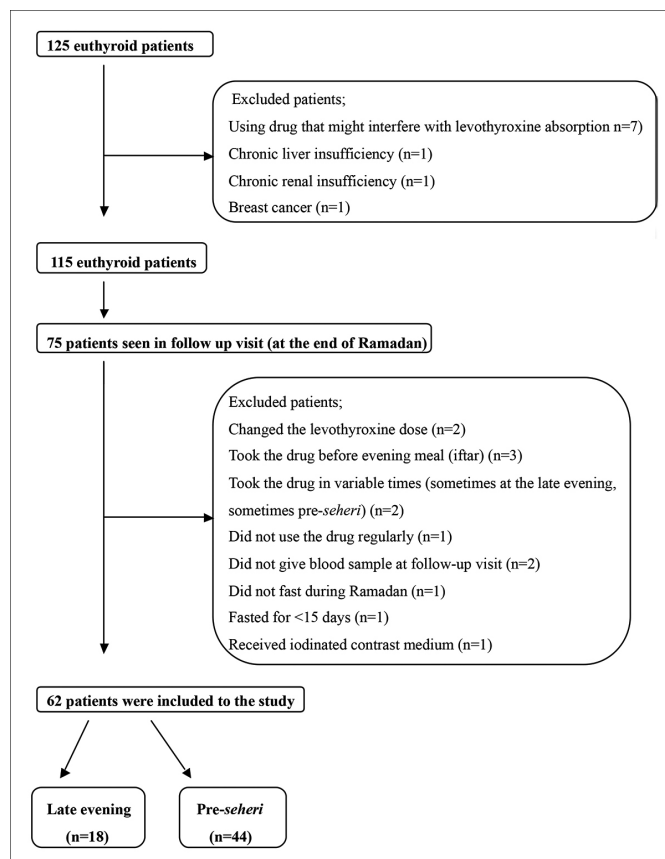 125 euthyroid patients
Excluded patients;
Using drug that might interfere with levothyroxine absorption n=7)
Chronic liver insufficiency (n=1)
Chronic renal insufficiency (n=1)
Breast cancer (n=1)
115 euthyroid patients
75 patients seen in follow up visit (at the end of Ramadan)
Excluded patients;
Changed the levothyroxine dose (n=2)
Took the drug before evening meal (iftar) (n=3)
Took the drug in variable times (sometimes at the late evening,
sometimes pre-seheri) (n=2)
Did not use the drug regularly (n=1)
Did not give blood sample at follow-up visit (n=2)
Did not fast during Ramadan (n=1)
Fasted for <15 days (n=1)
Received iodinated contrast medium (n=1)
62 patients were included to the study
Late evening
(n=18)
Pre-seheri
(n=44)